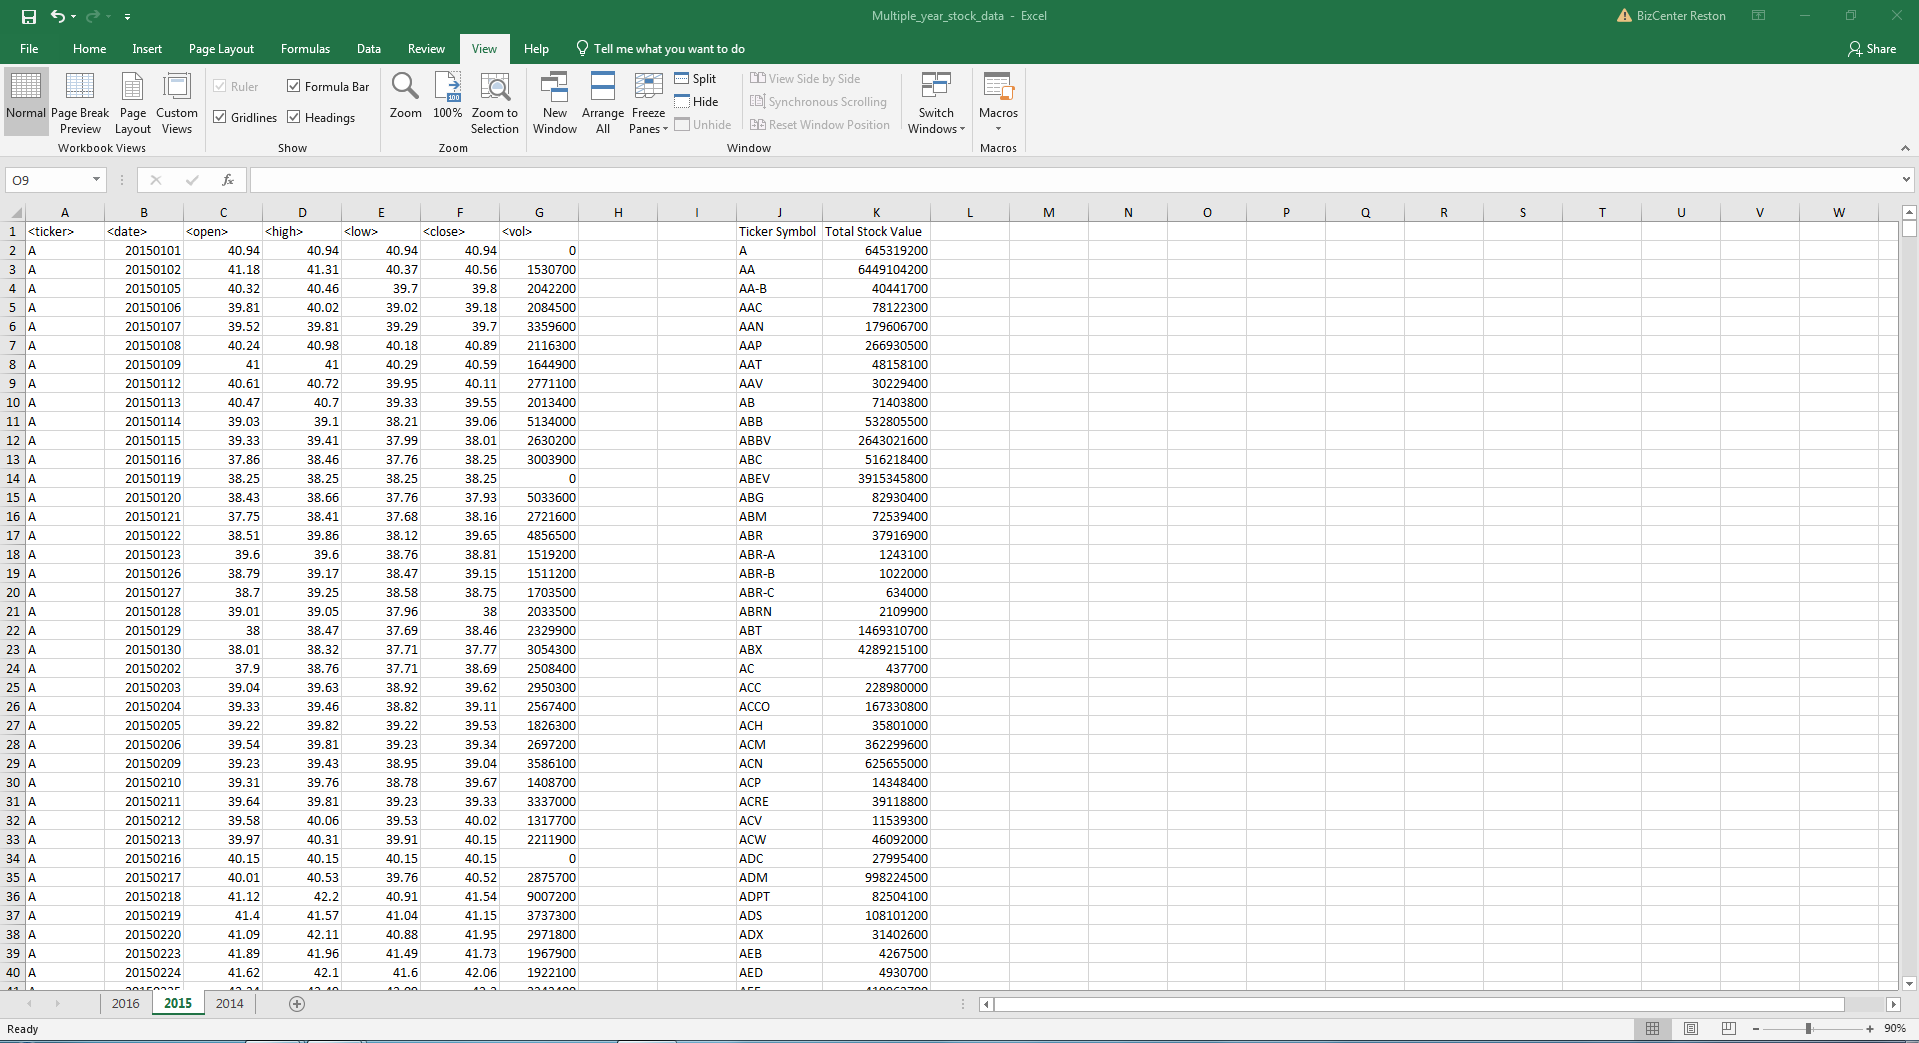 Multiple_year_stock_data - Excel
BizCenter Reston
File Home Insert Page Layout Formulas Data Review View Help Tell me what you want to do Share
Normal Page Break Preview Page Layout Custom Views
Ruler Formula Bar
Gridlines Headings
Zoom 100% Zoom to Selection
New Window Arrange All Freeze Panes
Split
Hide
Unhide
View Side by Side
Synchronous Scrolling
Reset Window Position
Switch Windows
Macros
Workbook Views Show Zoom Window Macros
O9 fx
A B C D E F G H I J K L M N O P Q R S T U V W
1 <ticker> <date> <open> <high> <low> <close> <vol> Ticker Symbol Total Stock Value
2 A 20150101 40.94 40.94 40.94 40.94 0 A 645319200
3 A 20150102 41.18 41.31 40.37 40.56 1530700 AA 6449104200
4 A 20150105 40.32 40.46 39.7 39.8 2042200 AA-B 40441700
5 A 20150106 39.81 40.02 39.02 39.18 2084500 AAC 78122300
6 A 20150107 39.52 39.81 39.29 39.7 3359600 AAN 179606700
7 A 20150108 40.24 40.98 40.18 40.89 2116300 AAP 266930500
8 A 20150109 41 41 40.29 40.59 1644900 AAT 48158100
9 A 20150112 40.61 40.72 39.95 40.11 2771100 AAV 30229400
10 A 20150113 40.47 40.7 39.33 39.55 2013400 AB 71403800
11 A 20150114 39.03 39.1 38.21 39.06 5134000 ABB 532805500
12 A 20150115 39.33 39.41 37.99 38.01 2630200 ABBV 2643021600
13 A 20150116 37.86 38.46 37.76 38.25 3003900 ABC 516218400
14 A 20150119 38.25 38.25 38.25 38.25 0 ABEV 3915345800
15 A 20150120 38.43 38.66 37.76 37.93 5033600 ABG 82930400
16 A 20150121 37.75 38.41 37.68 38.16 2721600 ABM 72539400
17 A 20150122 38.51 39.86 38.12 39.65 4856500 ABR 37916900
18 A 20150123 39.6 39.6 38.76 38.81 1519200 ABR-A 1243100
19 A 20150126 38.79 39.17 38.47 39.15 1511200 ABR-B 1022000
20 A 20150127 38.7 39.25 38.58 38.75 1703500 ABR-C 634000
21 A 20150128 39.01 39.05 37.96 38 2033500 ABRN 2109900
22 A 20150129 38 38.47 37.69 38.46 2329900 ABT 1469310700
23 A 20150130 38.01 38.32 37.71 37.77 3054300 ABX 4289215100
24 A 20150202 37.9 38.76 37.71 38.69 2508400 AC 437700
25 A 20150203 39.04 39.63 38.92 39.62 2950300 ACC 228980000
26 A 20150204 39.33 39.46 38.82 39.11 2567400 ACCO 167330800
27 A 20150205 39.22 39.82 39.22 39.53 1826300 ACH 35801000
28 A 20150206 39.54 39.81 39.23 39.34 2697200 ACM 362299600
29 A 20150209 39.23 39.43 38.95 39.04 3586100 ACN 625655000
30 A 20150210 39.31 39.76 38.78 39.67 1408700 ACP 14348400
31 A 20150211 39.64 39.81 39.23 39.33 3337000 ACRE 39118800
32 A 20150212 39.58 40.06 39.53 40.02 1317700 ACV 11539300
33 A 20150213 39.97 40.31 39.91 40.15 2211900 ACW 46092000
34 A 20150216 40.15 40.15 40.15 40.15 0 ADC 27995400
35 A 20150217 40.01 40.53 39.76 40.52 2875700 ADM 998224500
36 A 20150218 41.12 42.2 40.91 41.54 9007200 ADPT 82504100
37 A 20150219 41.4 41.57 41.04 41.15 3737300 ADS 108101200
38 A 20150220 41.09 42.11 40.88 41.95 2971800 ADX 31402600
39 A 20150223 41.89 41.96 41.49 41.73 1967900 AEB 4267500
40 A 20150224 41.62 42.1 41.6 42.06 1922100 AED 4930700
2016 2015 2014
Ready 90%